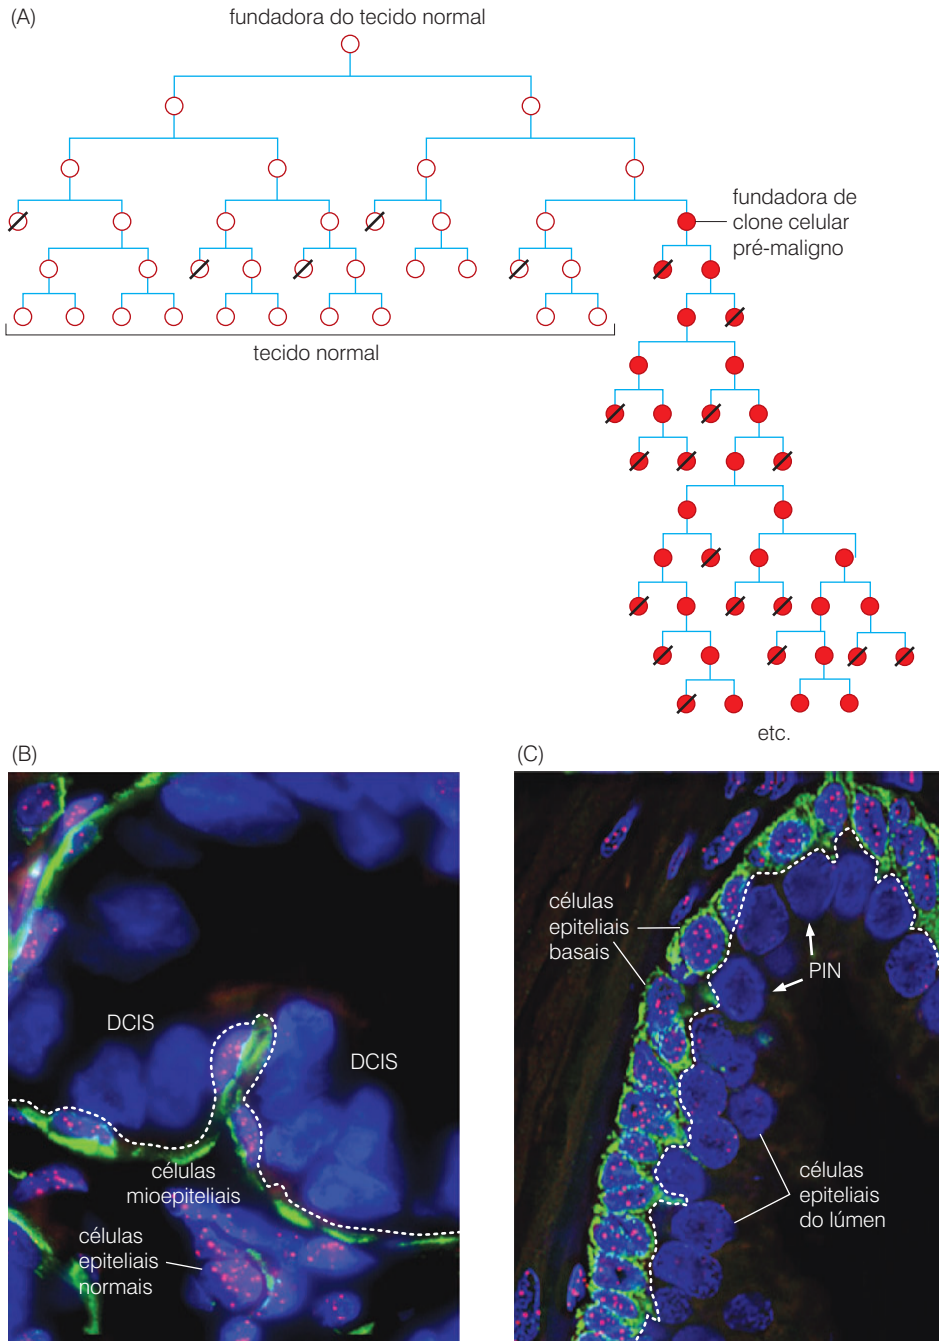 (A)
fundadora do tecido normal
fundadora de
clone celular
pré-maligno
tecido normal
etc.
(B)
DCIS
DCIS
células
mioepiteliais
células
epiteliais
normais
(C)
células
epiteliais
basais
PIN
células
epiteliais
do lúmen